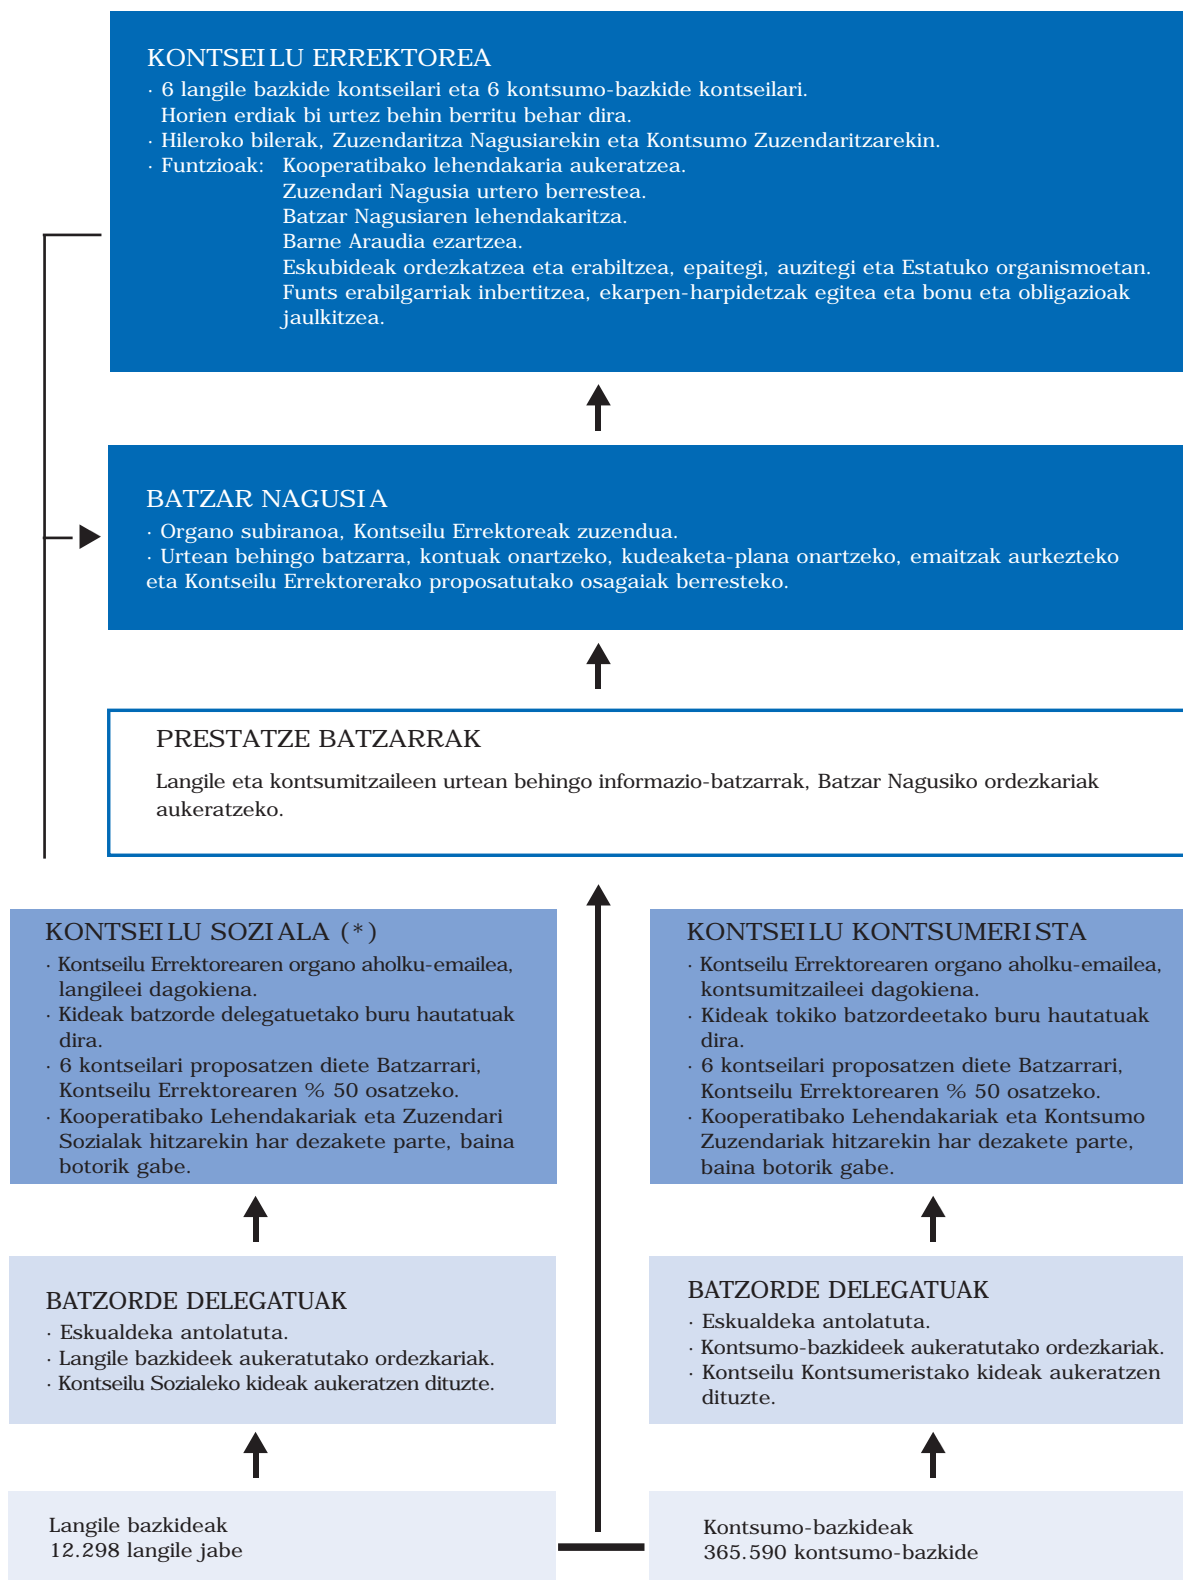 KONTSEILU ERREKTOREA
· 6 langile bazkide kontseilari eta 6 kontsumo-bazkide kontseilari.
Horien erdiak bi urtez behin berritu behar dira.
· Hileroko bilerak, Zuzendaritza Nagusiarekin eta Kontsumo Zuzendaritzarekin.
· Funtzioak: Kooperatibako lehendakaria aukeratzea.
Zuzendari Nagusia urtero berrestea.
Batzar Nagusiaren lehendakaritza.
Barne Araudia ezartzea.
Eskubideak ordezkatzea eta erabiltzea, epaitegi, auzitegi eta Estatuko organismoetan.
Funts erabilgarriak inbertitzea, ekarpen-harpidetzak egitea eta bonu eta obligazioak
jaulkitzea.
BATZAR NAGUSIA
· Organo subiranoa, Kontseilu Errektoreak zuzendua.
· Urtean behingo batzarra, kontuak onartzeko, kudeaketa-plana onartzeko, emaitzak aurkezteko
eta Kontseilu Errektorerako proposatutako osagaiak berresteko.
PRESTATZE BATZARRAK
Langile eta kontsumitzaileen urtean behingo informazio-batzarrak, Batzar Nagusiko ordezkariak
aukeratzeko.
KONTSEILU SOZIALA (*)
· Kontseilu Errektorearen organo aholku-emailea,
langileei dagokiena.
· Kideak batzorde delegatuetako buru hautatuak
dira.
· 6 kontseilari proposatzen diete Batzarrari,
Kontseilu Errektorearen % 50 osatzeko.
· Kooperatibako Lehendakariak eta Zuzendari
Sozialak hitzarekin har dezakete parte, baina
botorik gabe.
KONTSEILU KONTSUMERISTA
· Kontseilu Errektorearen organo aholku-emailea,
kontsumitzaileei dagokiena.
· Kideak tokiko batzordeetako buru hautatuak
dira.
· 6 kontseilari proposatzen diete Batzarrari,
Kontseilu Errektorearen % 50 osatzeko.
· Kooperatibako Lehendakariak eta Kontsumo
Zuzendariak hitzarekin har dezakete parte,
baina botorik gabe.
BATZORDE DELEGATUAK
· Eskualdeka antolatuta.
· Langile bazkideek aukeratutako ordezkariak.
· Kontseilu Sozialeko kideak aukeratzen dituzte.
BATZORDE DELEGATUAK
· Eskualdeka antolatuta.
· Kontsumo-bazkideek aukeratutako ordezkariak.
· Kontseilu Kontsumeristako kideak aukeratzen
dituzte.
Langile bazkideak
12.298 langile jabe
Kontsumo-bazkideak
365.590 kontsumo-bazkide